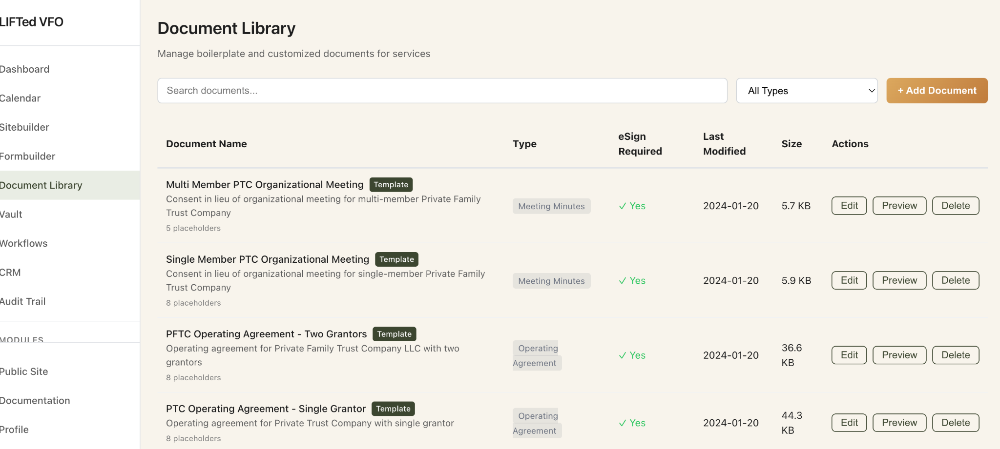 LIFTed VFO
Dashboard
Calendar
Sitebuilder
Formbuilder
Document Library
Vault
Workflows
CRM
Audit Trail
MODULES
Public Site
Documentation
Profile
Document Library
Manage boilerplate and customized documents for services
Search documents...
All Types
+ Add Document
Document Name
Type
eSign
Required
Last
Modified
Size
Actions
Multi Member PTC Organizational Meeting Template
Consent in lieu of organizational meeting for multi-member Private Family
Trust Company
5 placeholders
Meeting Minutes
✓ Yes
2024-01-20
5.7 KB
Edit
Preview
Delete
Single Member PTC Organizational Meeting Template
Consent in lieu of organizational meeting for single-member Private Family
Trust Company
8 placeholders
Meeting Minutes
✓ Yes
2024-01-20
5.9 KB
Edit
Preview
Delete
PFTC Operating Agreement - Two Grantors Template
Operating agreement for Private Family Trust Company LLC with two
grantors
8 placeholders
Operating
Agreement
✓ Yes
2024-01-20
36.6
KB
Edit
Preview
Delete
PTC Operating Agreement - Single Grantor Template
Operating agreement for Private Trust Company with single grantor
8 placeholders
Operating
Agreement
✓ Yes
2024-01-20
44.3
KB
Edit
Preview
Delete